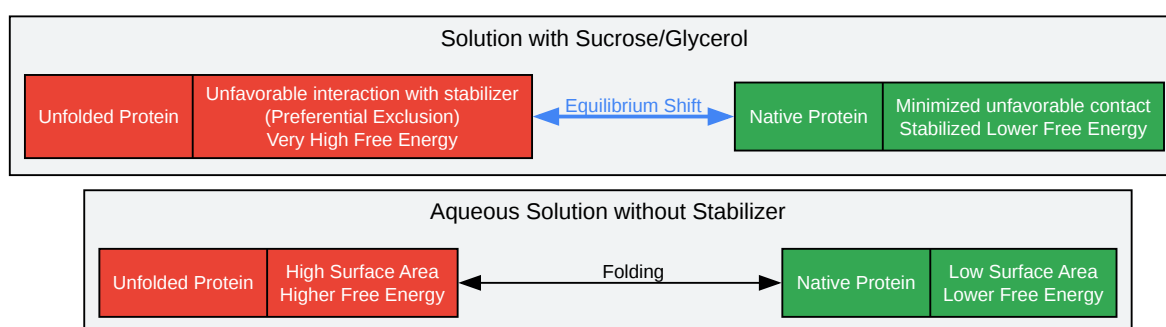 Solution with Sucrose/Glycerol
Unfolded Protein
Unfavorable interaction with stabilizer
(Preferential Exclusion)
Very High Free Energy
Equilibrium Shift
Native Protein
Minimized unfavorable contact
Stabilized Lower Free Energy
Aqueous Solution without Stabilizer
Unfolded Protein
High Surface Area
Higher Free Energy
Folding
Native Protein
Low Surface Area
Lower Free Energy